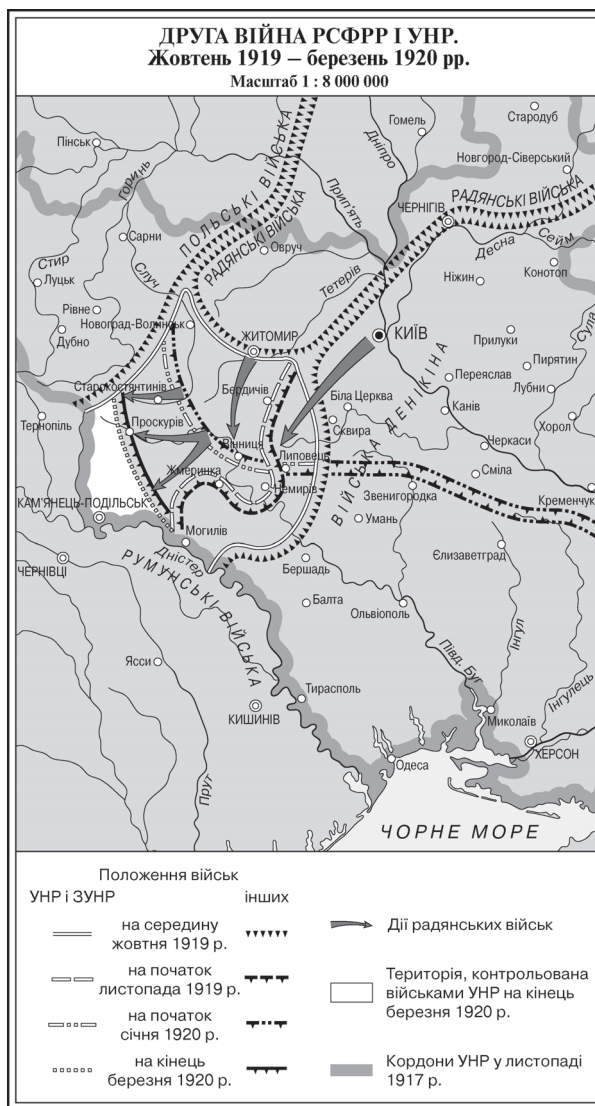 ДРУГА ВІЙНА РСФРР І УНР.
Жовтень 1919 – березень 1920 рр.
Масштаб 1 : 8 000 000
Стародуб
Гомель
Дніпро
Пінськ
Новгород-Сіверський
Горинь
ПОЛЬСЬКІ ВІЙСЬКА
РАДЯНСЬКІ ВІЙСЬКА
Прип'ять
РАДЯНСЬКІ ВІЙСЬКА
ЧЕРНІГІВ
Сарни
Овруч
Десна
Сейм
Стир
Случ
Тетерів
Конотоп
Луцьк
Ніжин
Рівне
Новоград-Волинськ
Сула
Дубно
ЖИТОМИР
КИЇВ
Прилуки
Пирятин
Старокостянтинів
Бердичів
Переяслав
Лубни
Біла Церква
Канів
Тернопіль
Проскурів
Сквира
Хорол
Вінниця
Липовець
ВІЙСЬКА ДЕНІКІНА
Черкаси
Сміла
Жмеринка
Немирів
Звенигородка
Кременчук
КАМ'ЯНЕЦЬ-ПОДІЛЬСЬК
Умань
Могилів
Дністер
Єлизаветград
ЧЕРНІВЦІ
РУМУНСЬКІ ВІЙСЬКА
Бершадь
Балта
Ольвіополь
Інгул
Ясси
Півд. Буг
Інгулець
Тирасполь
КИШИНІВ
Миколаїв
ХЕРСОН
Прут
Одеса
ЧОРНЕ МОРЕ
Положення військ
УНР і ЗУНР
інших
на середину
жовтня 1919 р.
на початок
листопада 1919 р.
на початок
січня 1920 р.
на кінець
березня 1920 р.
Дії радянських військ
Територія, контрольована
військами УНР на кінець
березня 1920 р.
Кордони УНР у листопаді
1917 р.